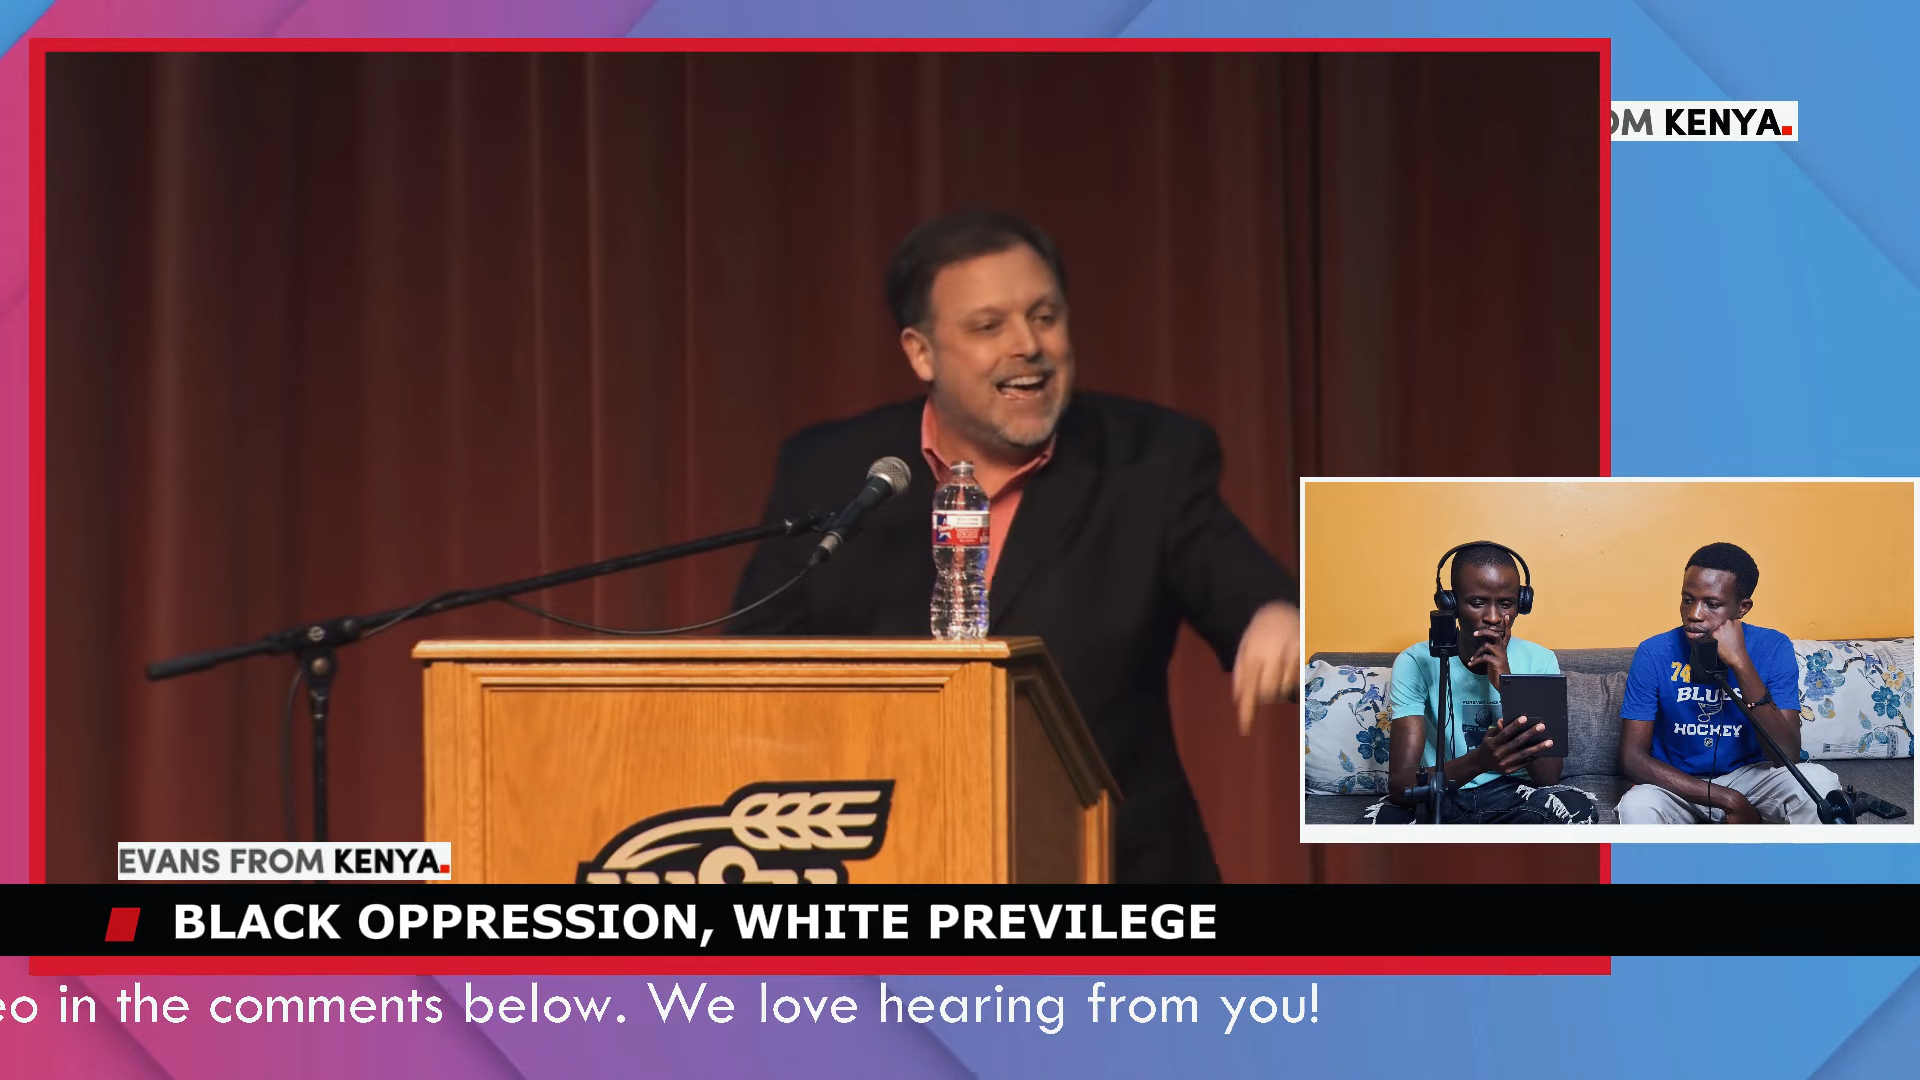 OM KENYA.
74
BLUES
HOCKEY
EVANS FROM KENYA.
BLACK OPPRESSION, WHITE PREVILEGE
eo in the comments below. We love hearing from you!